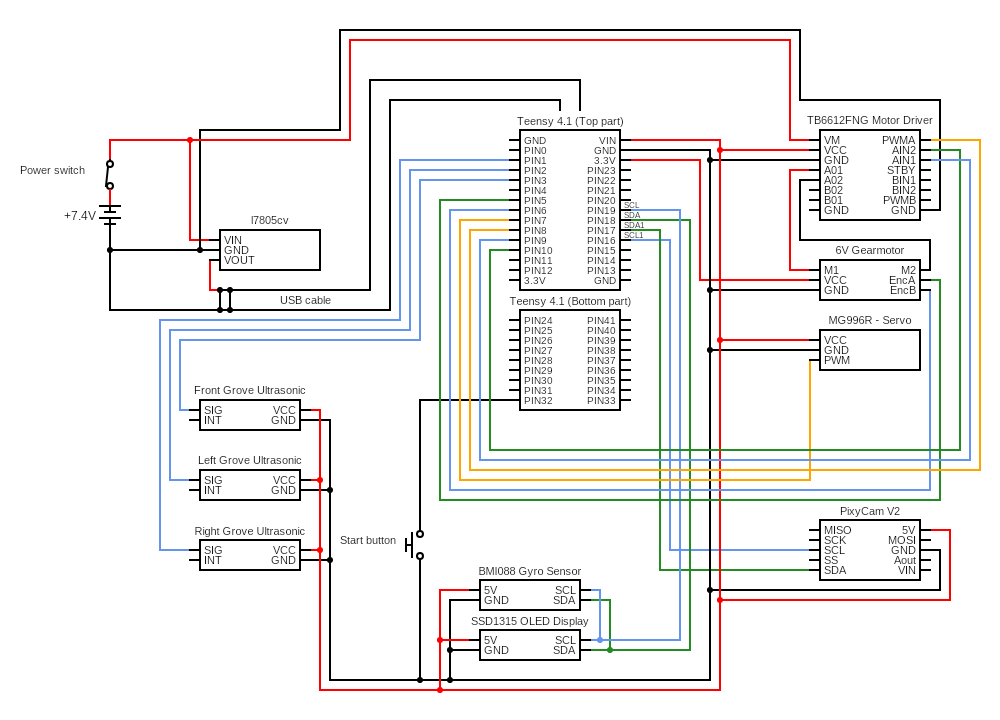 Power switch
+7.4V
l7805cv
VIN
GND
VOUT
USB cable
Teensy 4.1 (Top part)
GND VIN
PIN0 GND
PIN1 3.3V
PIN2 PIN23
PIN3 PIN22
PIN4 PIN21
PIN5 PIN20
PIN6 PIN19 SCL
PIN7 PIN18 SDA
PIN8 PIN17 SDA1
PIN9 PIN16 SCL1
PIN10 PIN15
PIN11 PIN14
PIN12 PIN13
3.3V GND
Teensy 4.1 (Bottom part)
PIN24 PIN41
PIN25 PIN40
PIN26 PIN39
PIN27 PIN38
PIN28 PIN37
PIN29 PIN36
PIN30 PIN35
PIN31 PIN34
PIN32 PIN33
TB6612FNG Motor Driver
VM PWMA
VCC AIN2
GND AIN1
A01 STBY
A02 BIN1
B02 BIN2
B01 PWMB
GND GND
6V Gearmotor
M1 M2
VCC EncA
GND EncB
MG996R - Servo
VCC
GND
PWM
Front Grove Ultrasonic
SIG VCC
INT GND
Left Grove Ultrasonic
SIG VCC
INT GND
Right Grove Ultrasonic
SIG VCC
INT GND
Start button
BMI088 Gyro Sensor
5V SCL
GND SDA
SSD1315 OLED Display
5V SCL
GND SDA
PixyCam V2
MISO 5V
SCK MOSI
SCL GND
SS Aout
SDA VIN